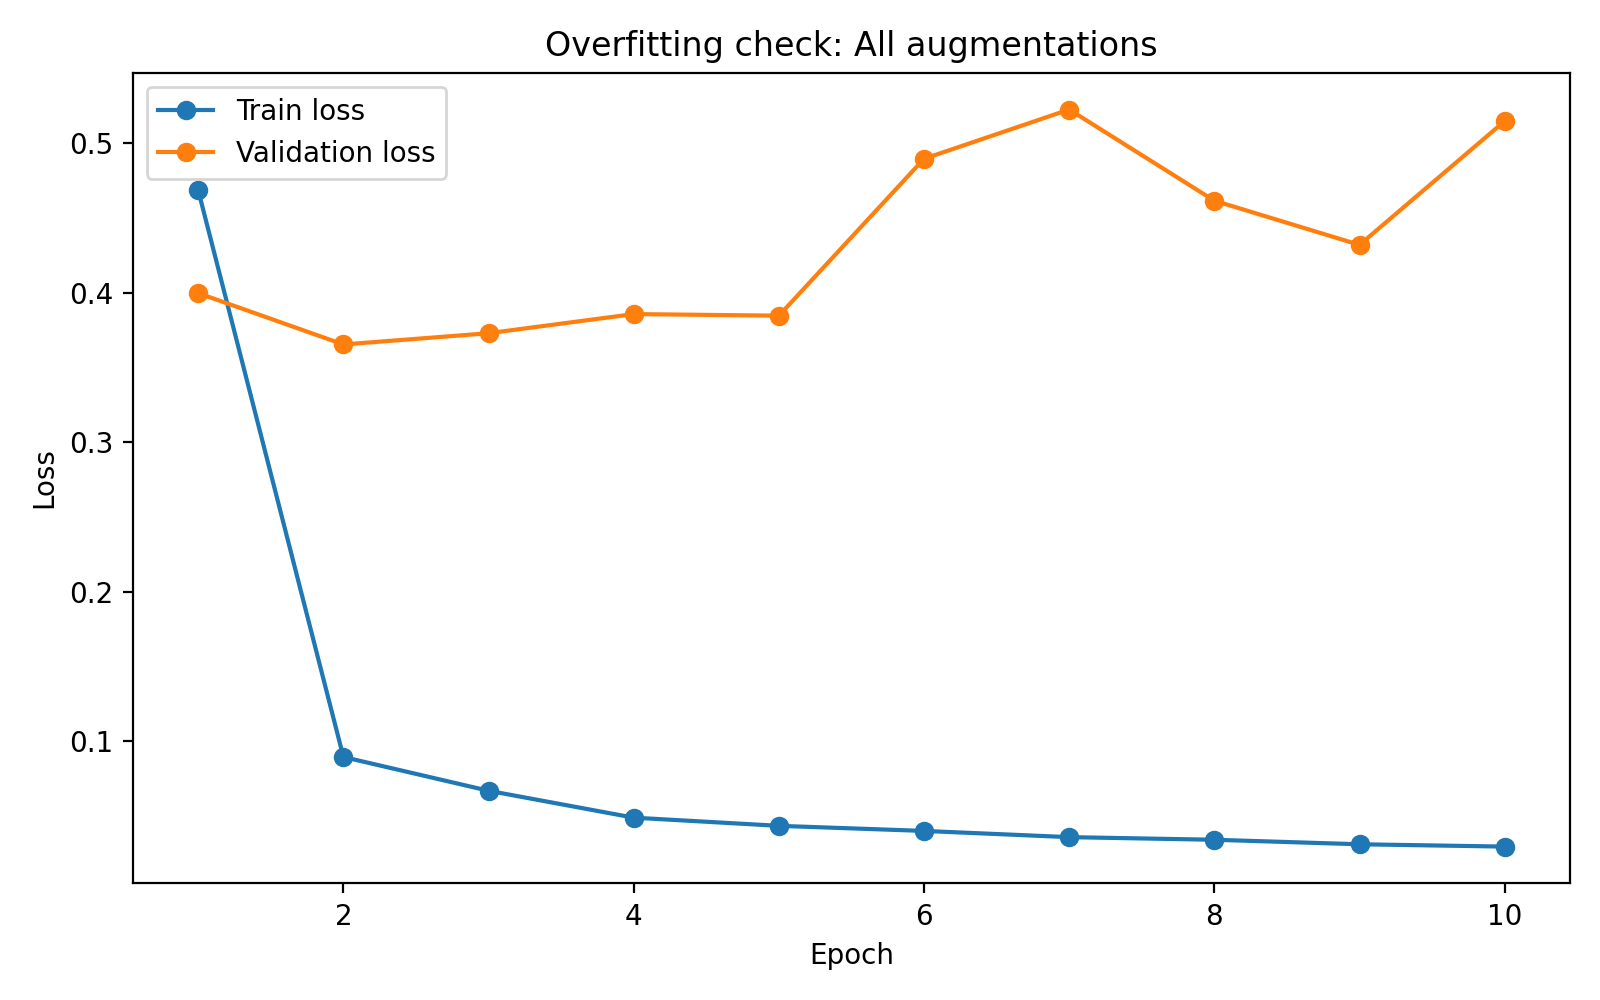 Overfitting check: All augmentations
Train loss
Validation loss
0.5
0.4
0.3
0.2
0.1
Loss
2
4
6
8
10
Epoch